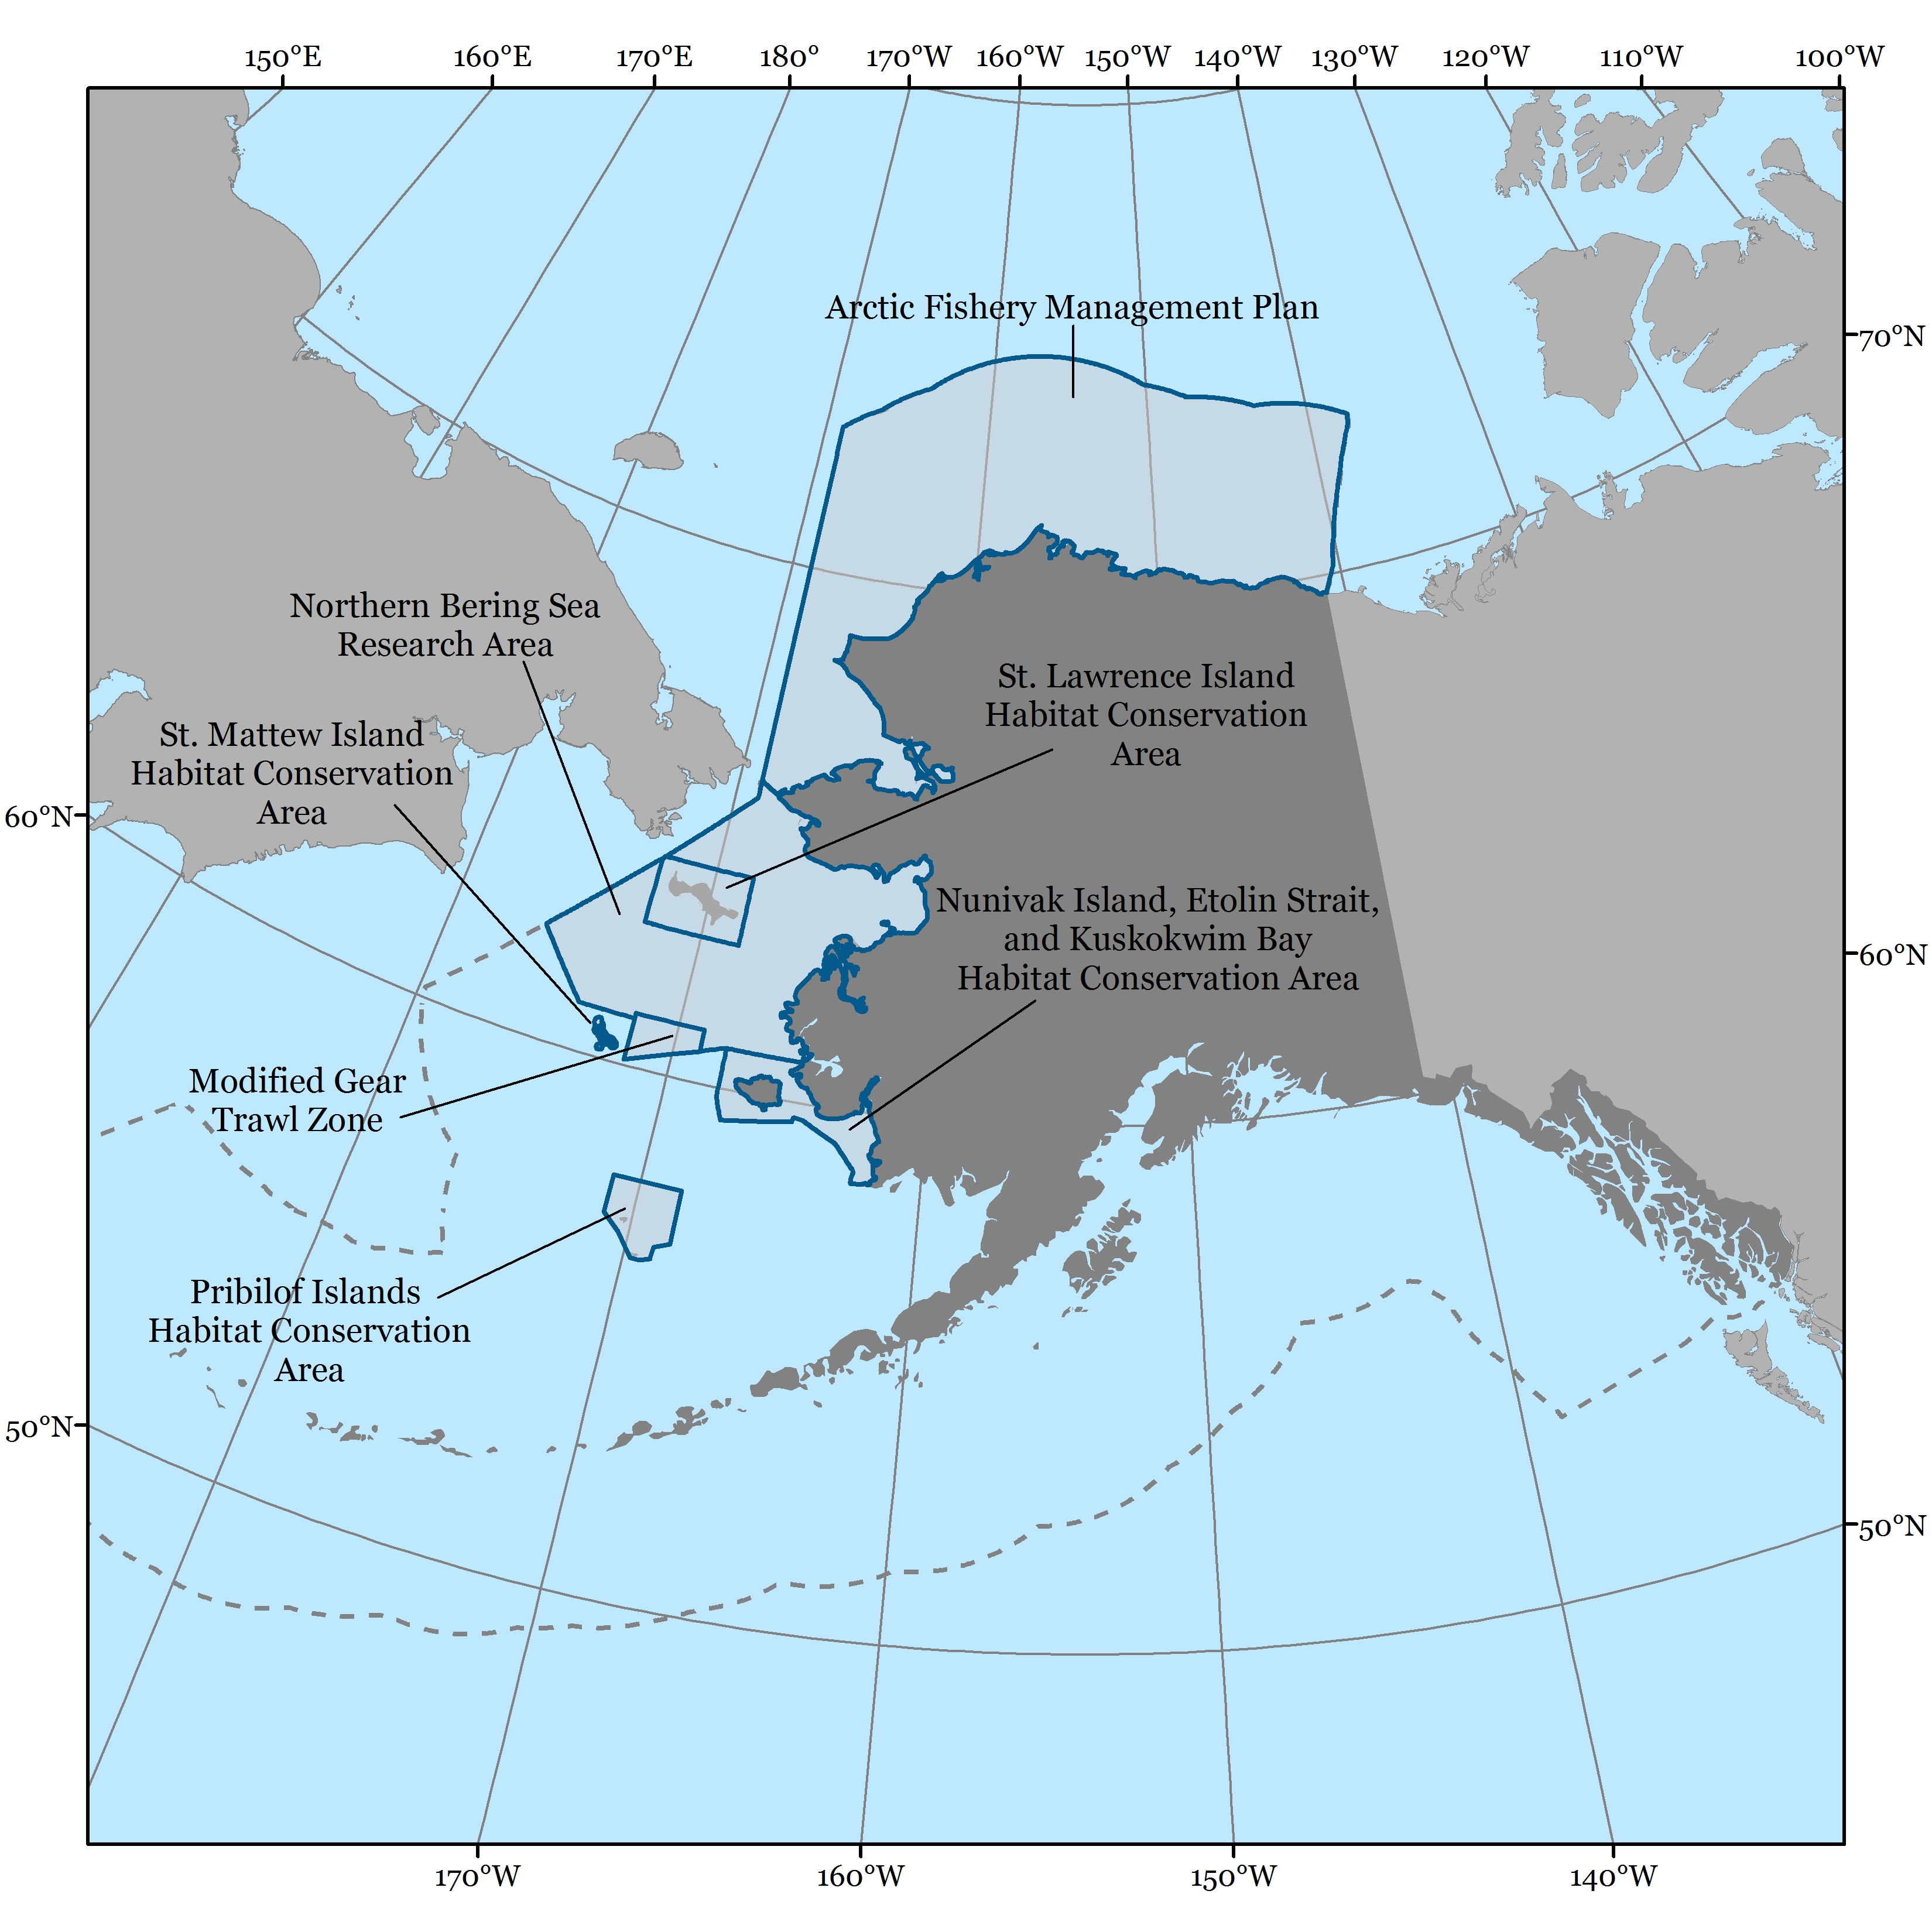 150°E 160°E 170°E 180° 170°W 160°W 150°W 140°W 130°W 120°W 110°W 100°W
Arctic Fishery Management Plan
70°N
Northern Bering Sea
Research Area
St. Lawrence Island
Habitat Conservation
Area
St. Mattew Island
Habitat Conservation
Area
60°N
Nunivak Island, Etolin Strait,
and Kuskokwim Bay
Habitat Conservation Area
60°N
Modified Gear
Trawl Zone
Pribilof Islands
Habitat Conservation
Area
50°N
50°N
170°W 160°W 150°W 140°W